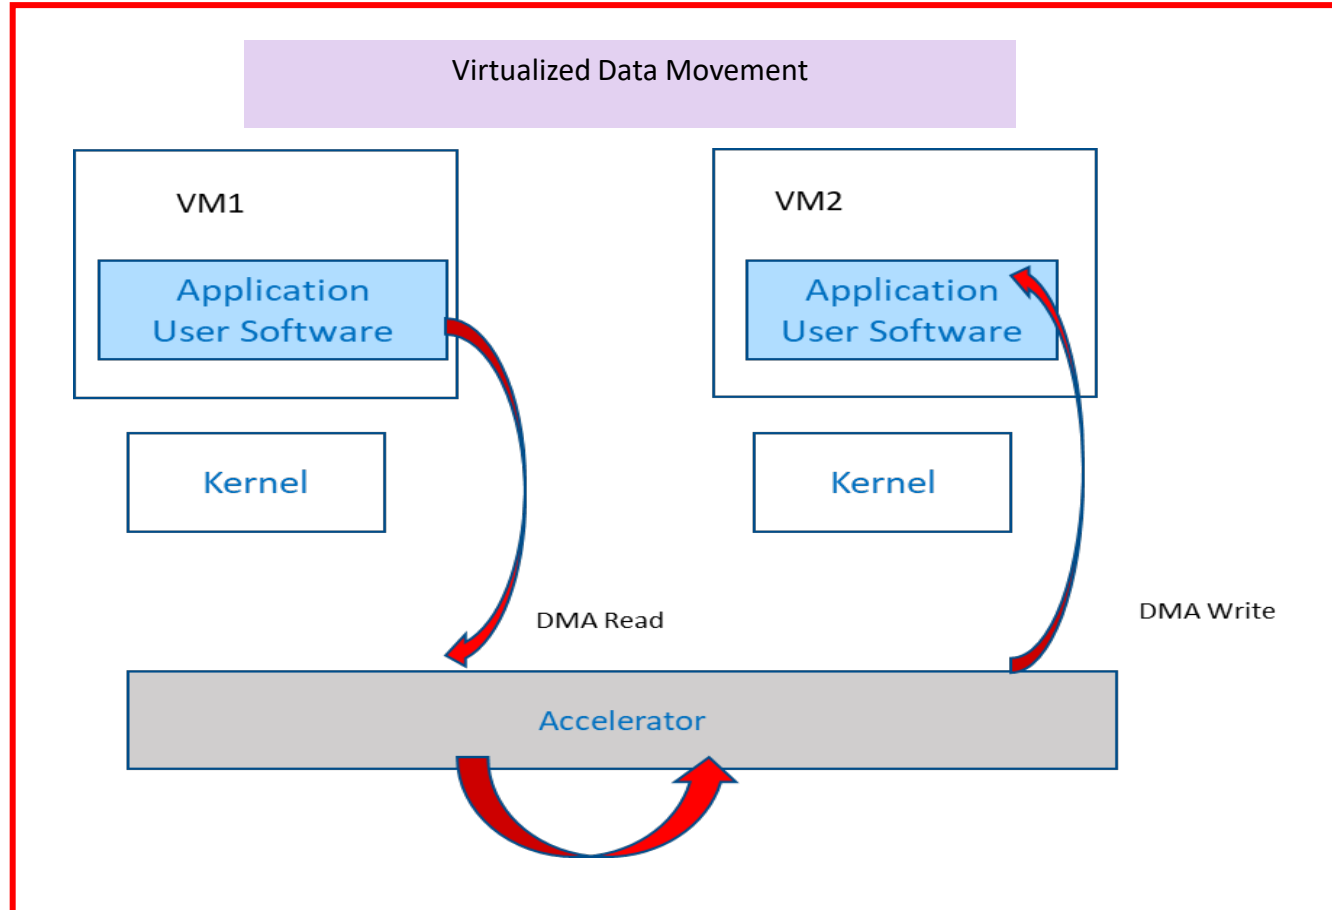 Virtualized Data Movement
VM1
Application
User Software
Kernel
VM2
Application
User Software
Kernel
DMA Read
DMA Write
Accelerator